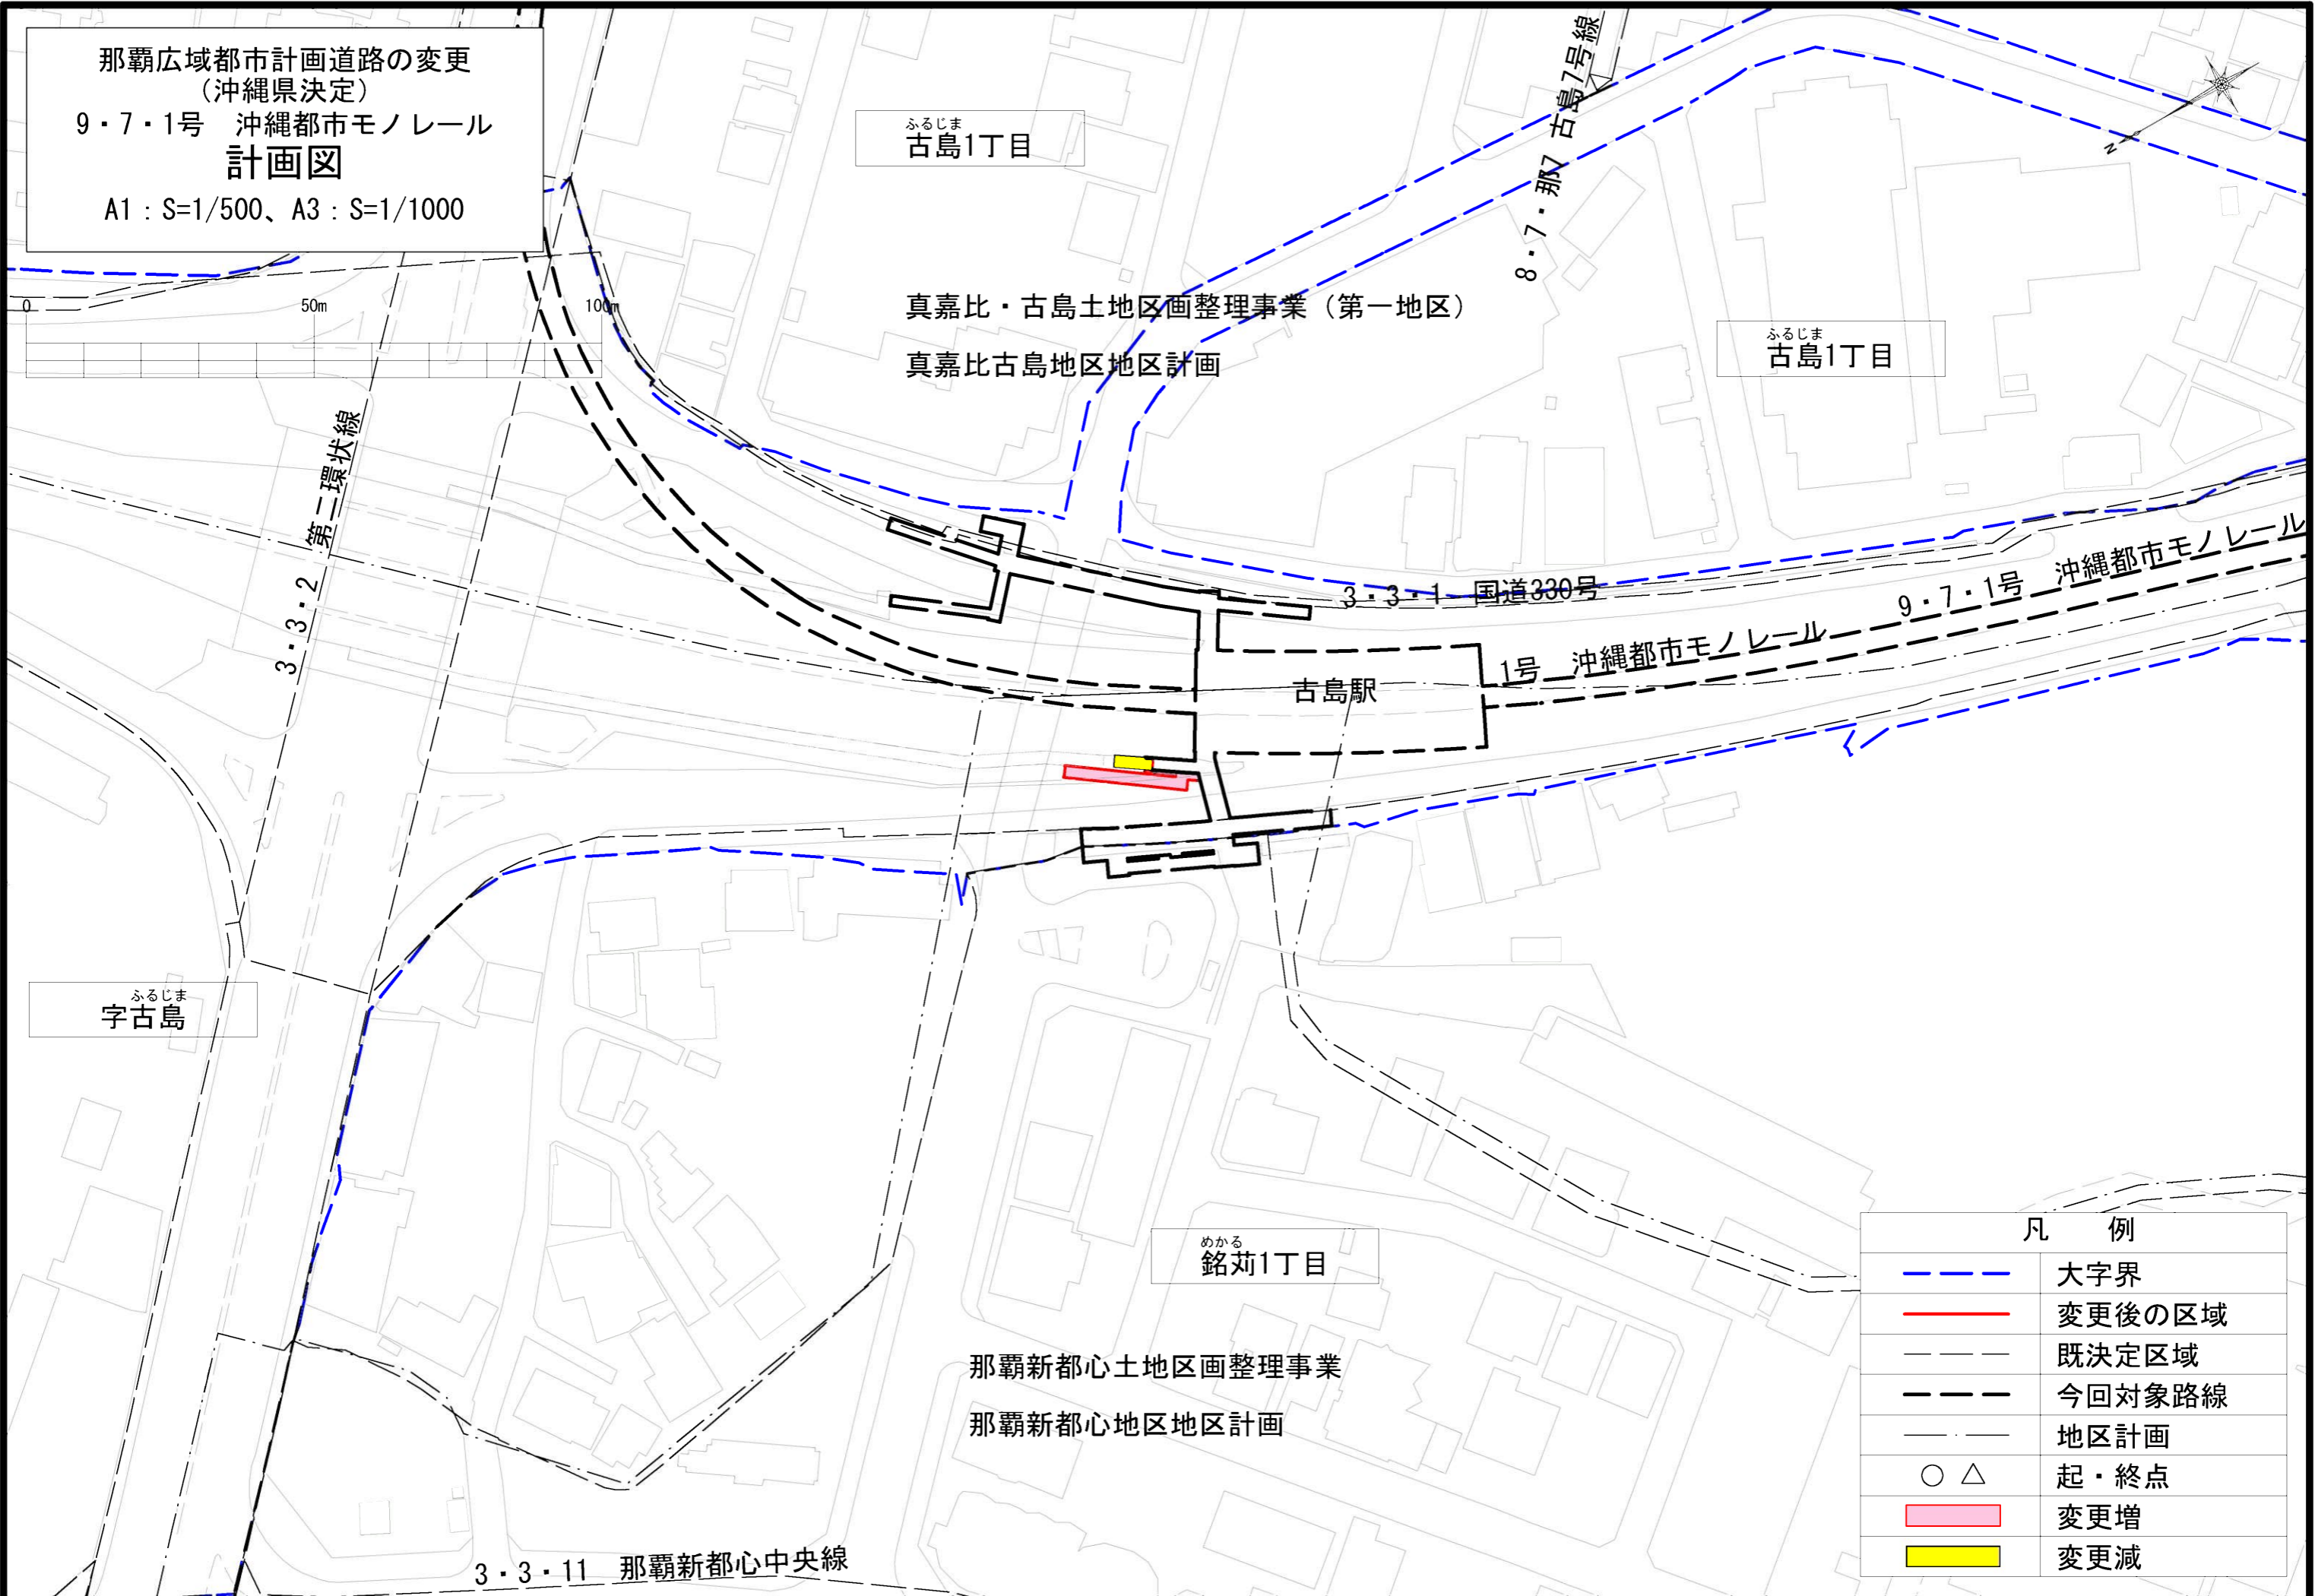 那覇広域都市計画道路の変更
（沖縄県決定）
9・7・1号　沖縄都市モノレール
計画図
A1：S=1/500、A3：S=1/1000
0
50m
100m
ふるじま
古島1丁目
8・7・那7 古島7号線
N
真嘉比・古島土地区画整理事業（第一地区）
真嘉比古島地区地区計画
ふるじま
古島1丁目
3・3・2　第二環状線
3・3・1　国道330号
9・7・1号　沖縄都市モノレール
1号　沖縄都市モノレール
古島駅
ふるじま
字古島
めかる
銘苅1丁目
那覇新都心土地区画整理事業
那覇新都心地区地区計画
3・3・11　那覇新都心中央線
凡　例
大字界
変更後の区域
既決定区域
今回対象路線
地区計画
起・終点
変更増
変更減